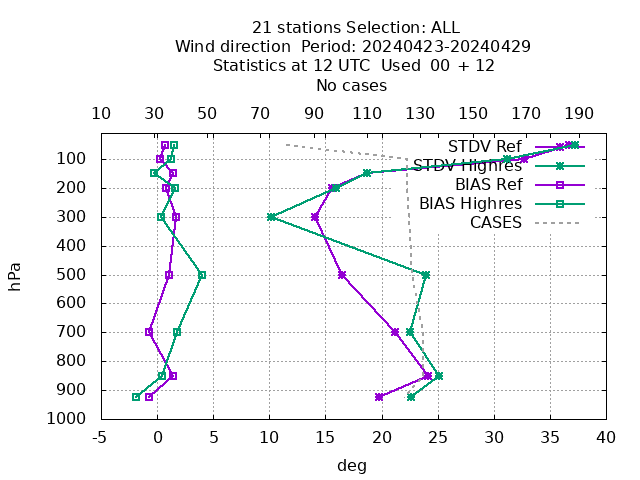 21 stations Selection: ALL
Wind direction  Period: 20240423-20240429
Statistics at 12 UTC  Used  00 + 12
No cases
10 30 50 70 90 110 130 150 170 190
STDV Ref
STDV Highres
BIAS Ref
BIAS Highres
CASES
hPa
100
200
300
400
500
600
700
800
900
1000
-5 0 5 10 15 20 25 30 35 40
deg